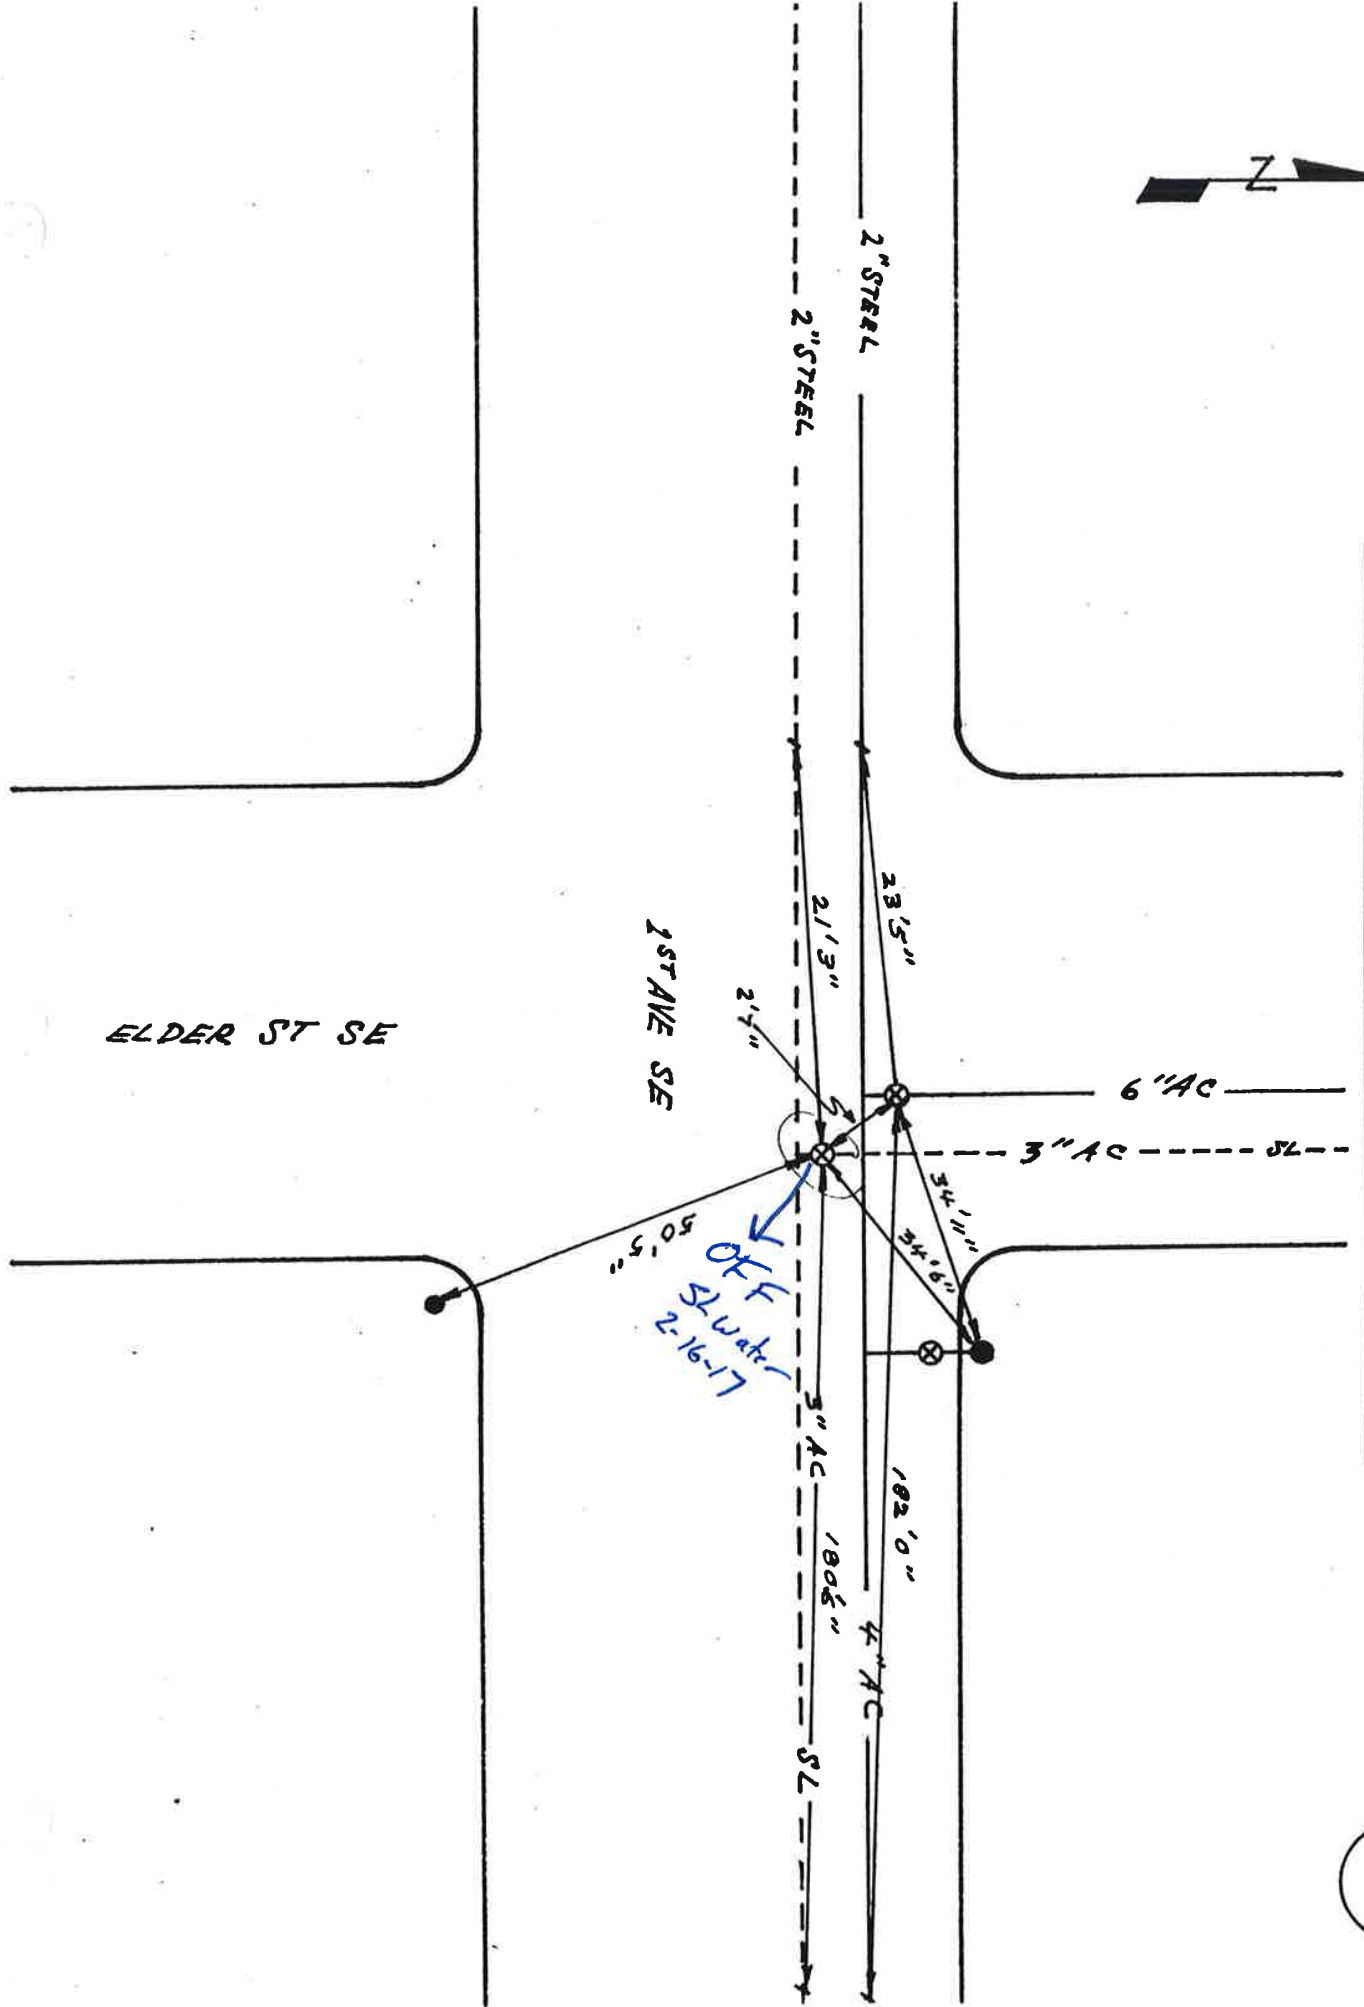 Z
2"STEEL
2"STEEL
23'5"
21'3"
1ST AVE SE
2'7"
ELDER ST SE
6"AC
3"AC
SL
34'11"
34'6"
50'5"
OFF
SL Water
2-16-17
3"AC
182'0"
180'6"
4"AC
SL